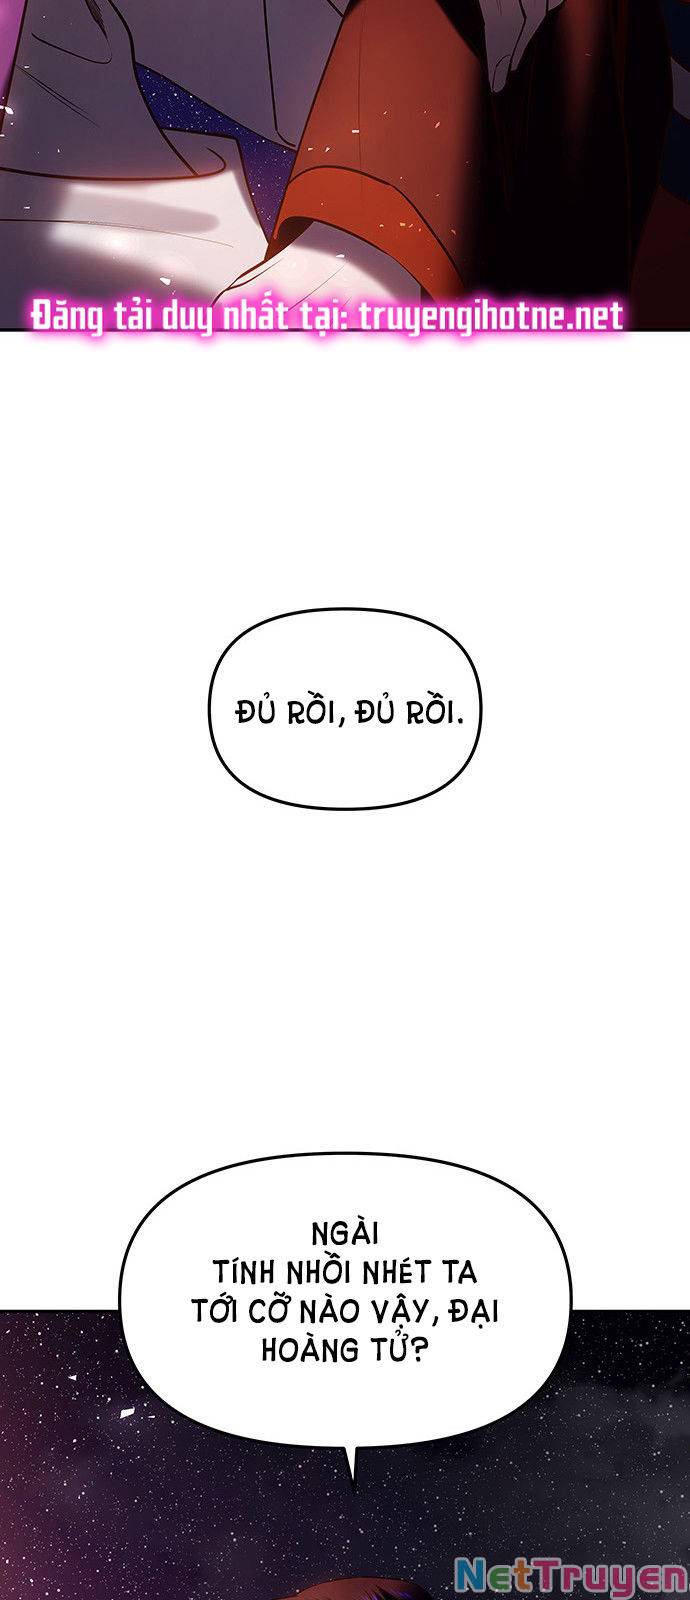 Đăng tải duy nhất tại: truyengihotne.net
ĐỦ RỒI, ĐỦ RỒI.
NGÀI
TÍNH NHỒI NHÉT TA
TỚI CỠ NÀO VẬY, ĐẠI
HOÀNG TỬ?
NETTRUYEN